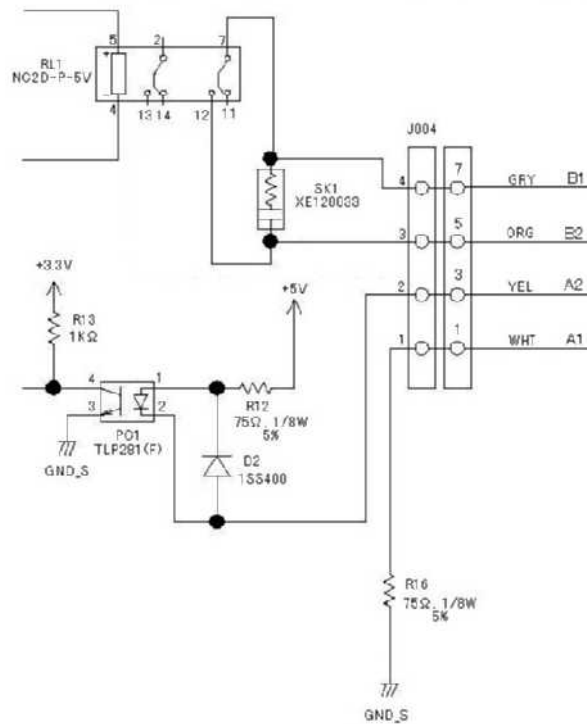 5
2
7
RL1
NC2D-P-5V
+
-
4
13 14
12
11
J004
SK1
XE120033
4
7
GRY
B1
3
5
ORG
B2
2
3
YEL
A2
1
1
WHT
A1
+3.3V
+5V
R13
1KΩ
4
1
3
2
R12
75Ω, 1/8W
5%
PO1
TLP281(F)
GND_S
D2
1SS400
R16
75Ω, 1/8W
5%
GND_S